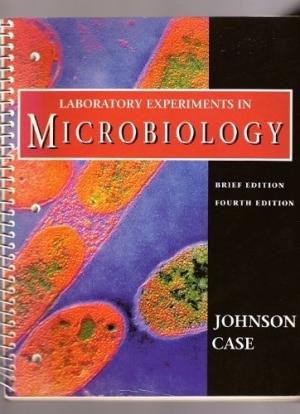 LABORATORY EXPERIMENTS IN
MICROBIOLOGY
BRIEF EDITION
FOURTH EDITION
JOHNSON
CASE